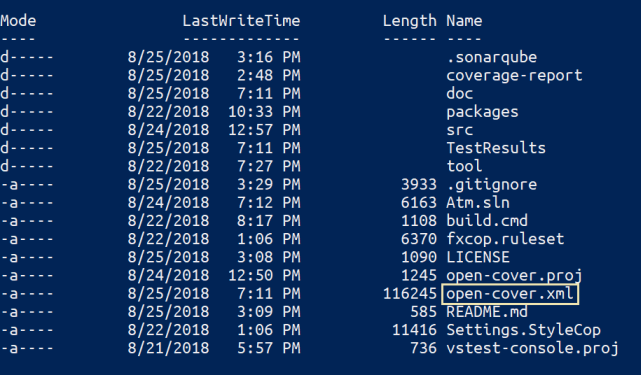 Mode LastWriteTime Length Name
---- ------------- ------ ----
d----- 8/25/2018 3:16 PM .sonarqube
d----- 8/25/2018 2:48 PM coverage-report
d----- 8/25/2018 7:11 PM doc
d----- 8/22/2018 10:33 PM packages
d----- 8/24/2018 12:57 PM src
d----- 8/25/2018 7:11 PM TestResults
d----- 8/22/2018 7:27 PM tool
-a---- 8/25/2018 3:29 PM 3933 .gitignore
-a---- 8/24/2018 7:12 PM 6163 Atm.sln
-a---- 8/22/2018 8:17 PM 1108 build.cmd
-a---- 8/22/2018 1:06 PM 6370 fxcop.ruleset
-a---- 8/25/2018 3:08 PM 1090 LICENSE
-a---- 8/24/2018 12:50 PM 1245 open-cover.proj
-a---- 8/25/2018 7:11 PM 116245 open-cover.xml
-a---- 8/25/2018 3:09 PM 585 README.md
-a---- 8/22/2018 1:06 PM 11416 Settings.StyleCop
-a---- 8/21/2018 5:57 PM 736 vstest-console.proj